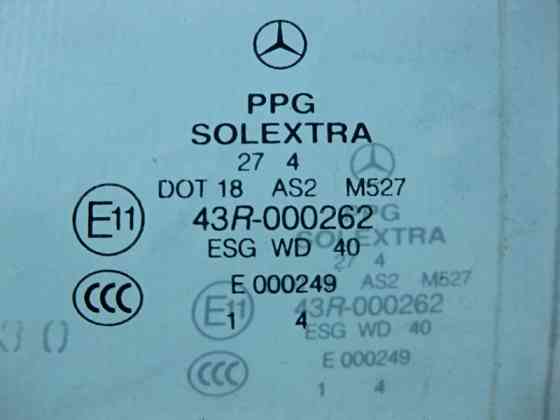 PPG
SOLEXTRA
27 4
DOT 18 AS2 M527
E11 43R-000262
ESG WD 40
CCC E 000249
1 4
PPG
SOLEXTRA
27 4
AS2 M527
E11 43R-000262
ESG WD 40
CCC E 000249
1 4